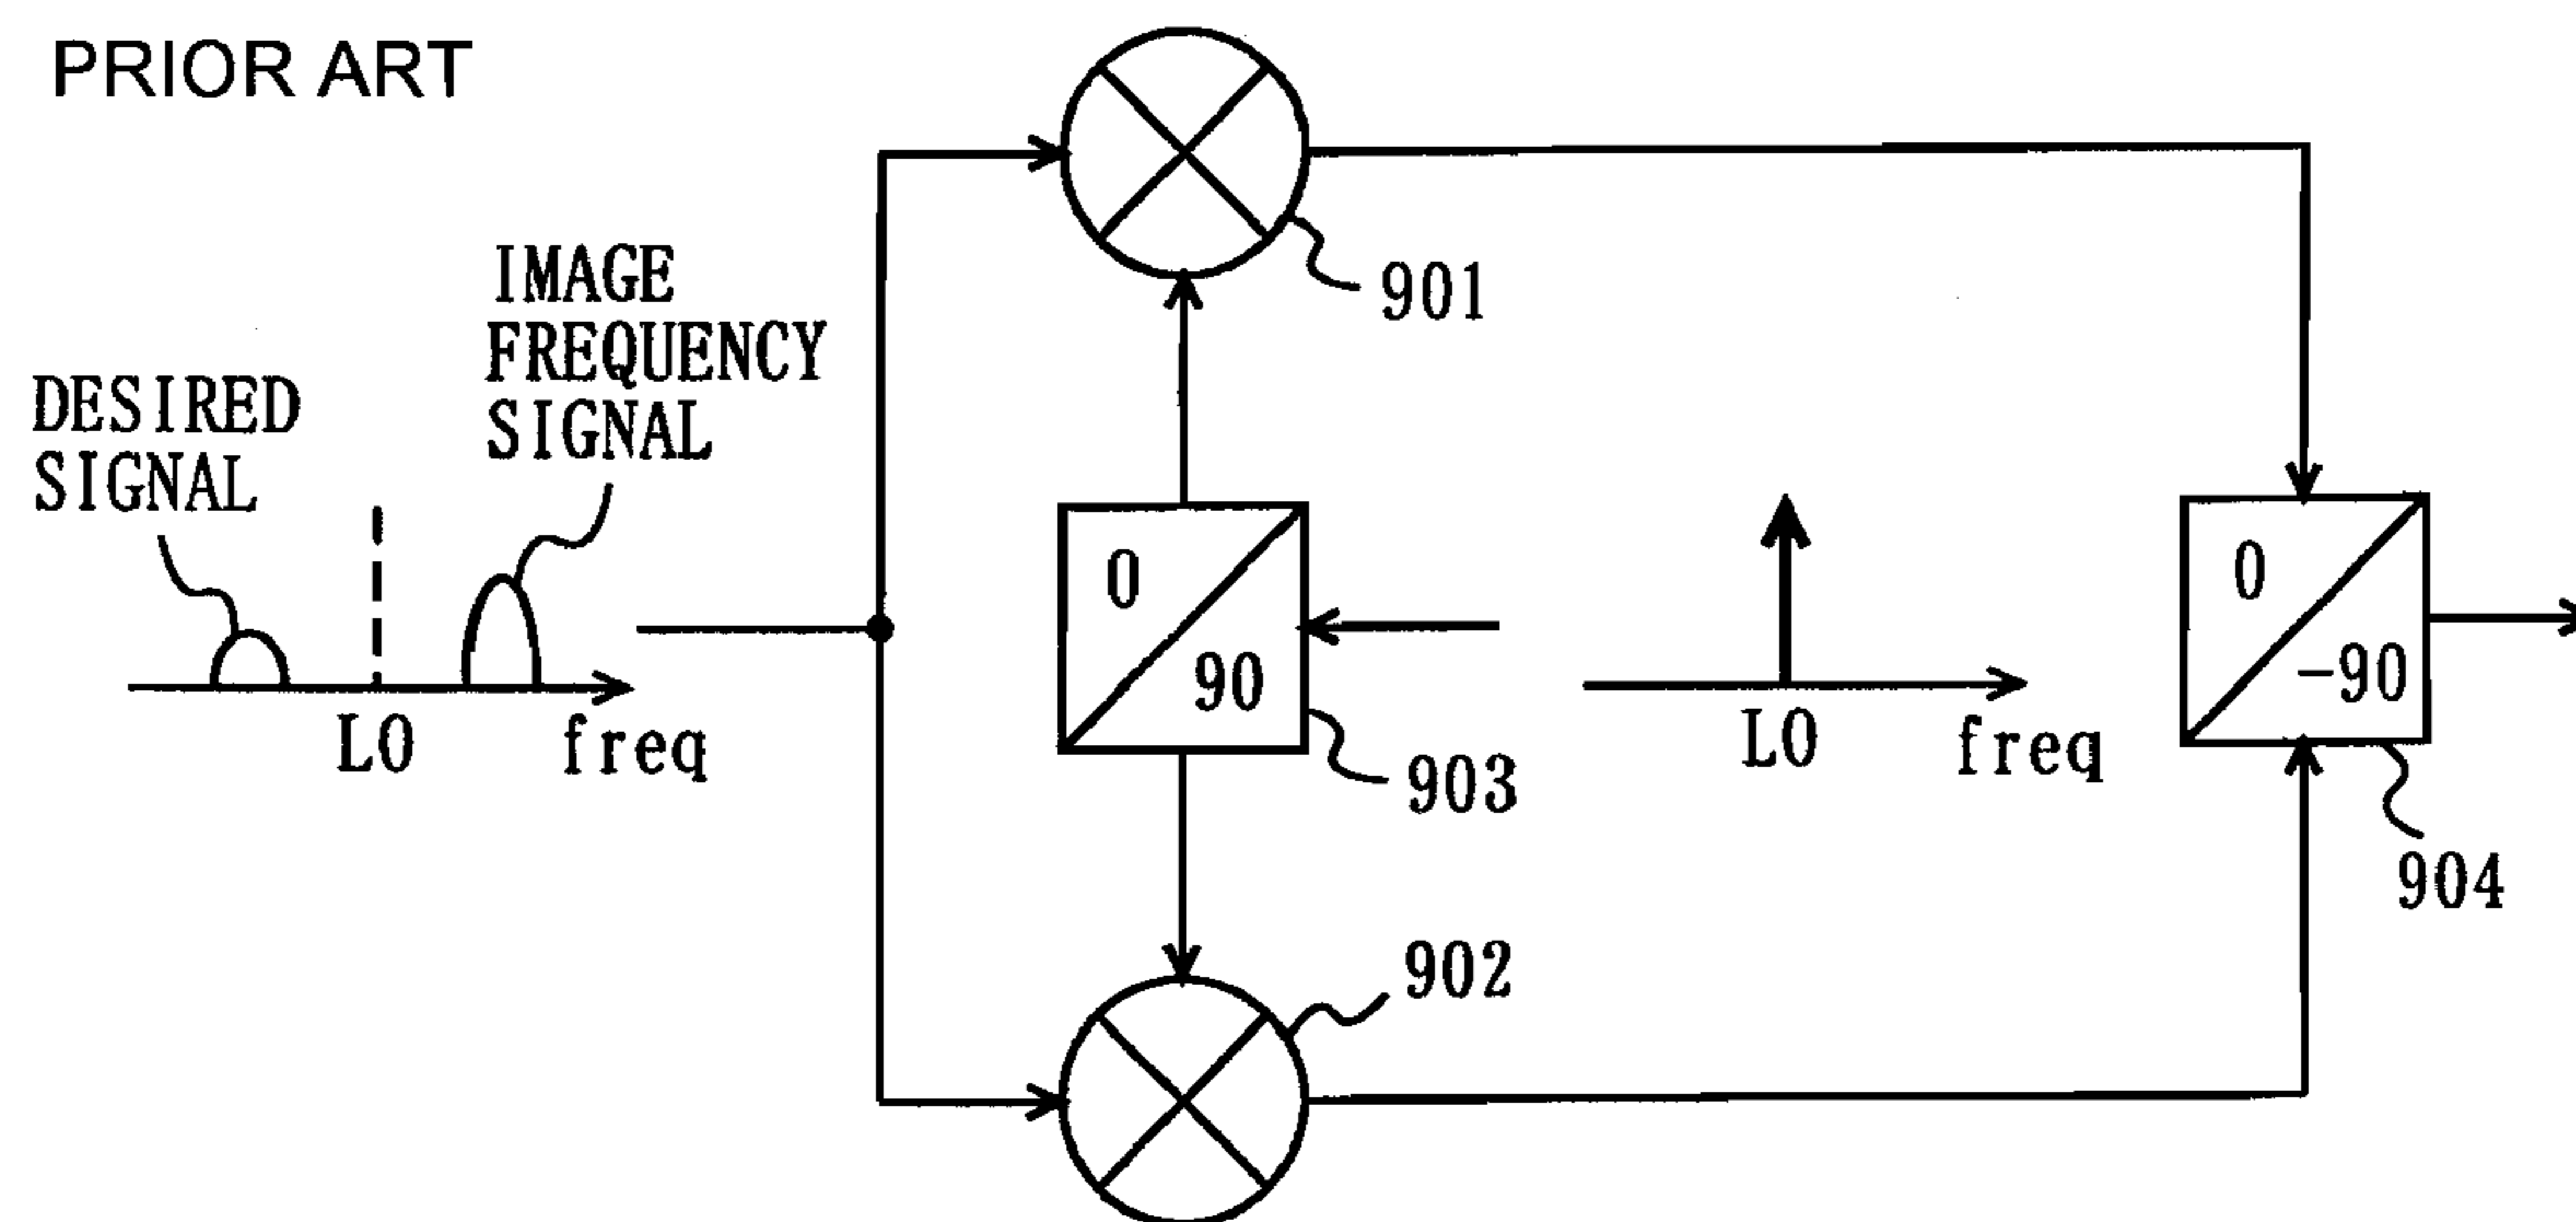 PRIOR ART
DESIRED
SIGNAL
IMAGE
FREQUENCY
SIGNAL
LO
freq
901
0
90
903
902
LO
freq
0
-90
904